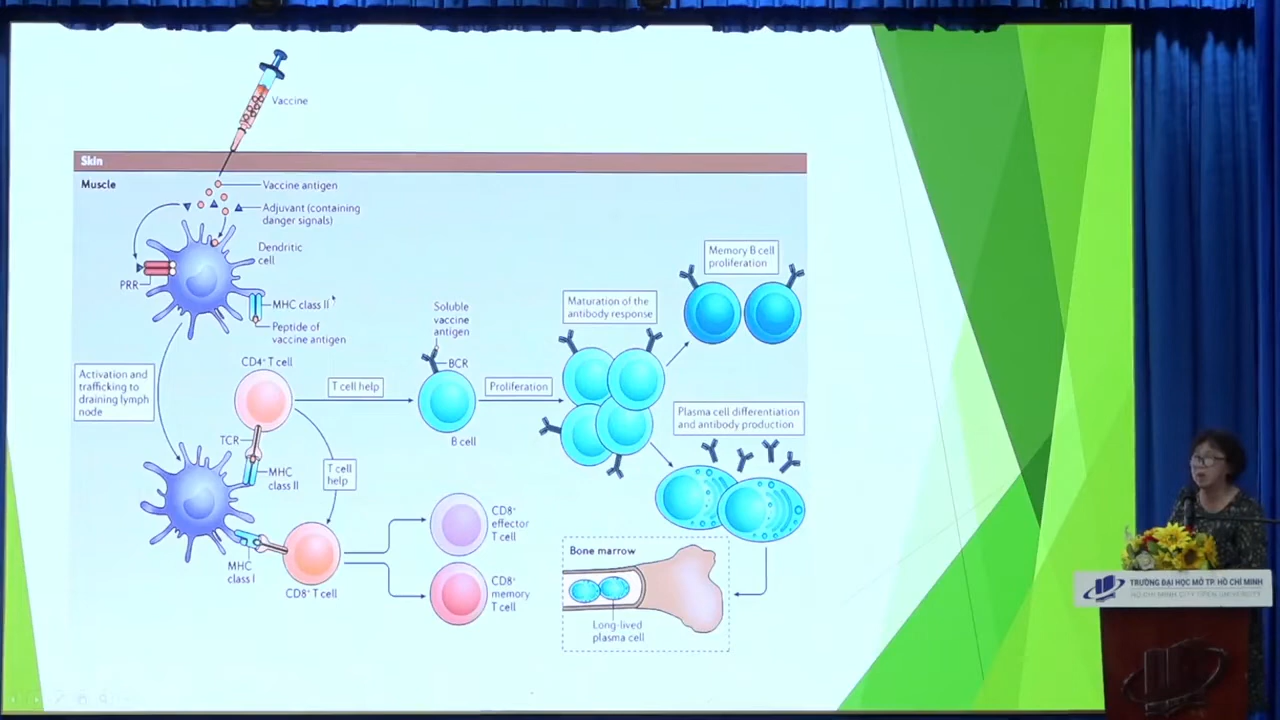 Vaccine
Skin
Muscle
Vaccine antigen
Adjuvant (containing
danger signals)
Dendritic
cell
PRR
MHC class II
Peptide of
vaccine antigen
Activation and
trafficking to
draining lymph
node
CD4⁺ T cell
T cell help
TCR
MHC
class II
T cell
help
MHC
class I
CD8⁺ T cell
CD8⁺
effector
T cell
CD8⁺
memory
T cell
Soluble
vaccine
antigen
BCR
B cell
Proliferation
Maturation of the
antibody response
Memory B cell
proliferation
Plasma cell differentiation
and antibody production
Bone marrow
Long-lived
plasma cell
TRƯỜNG ĐẠI HỌC MỞ TP. HỒ CHÍ MINH
HO CHI MINH CITY OPEN UNIVERSITY